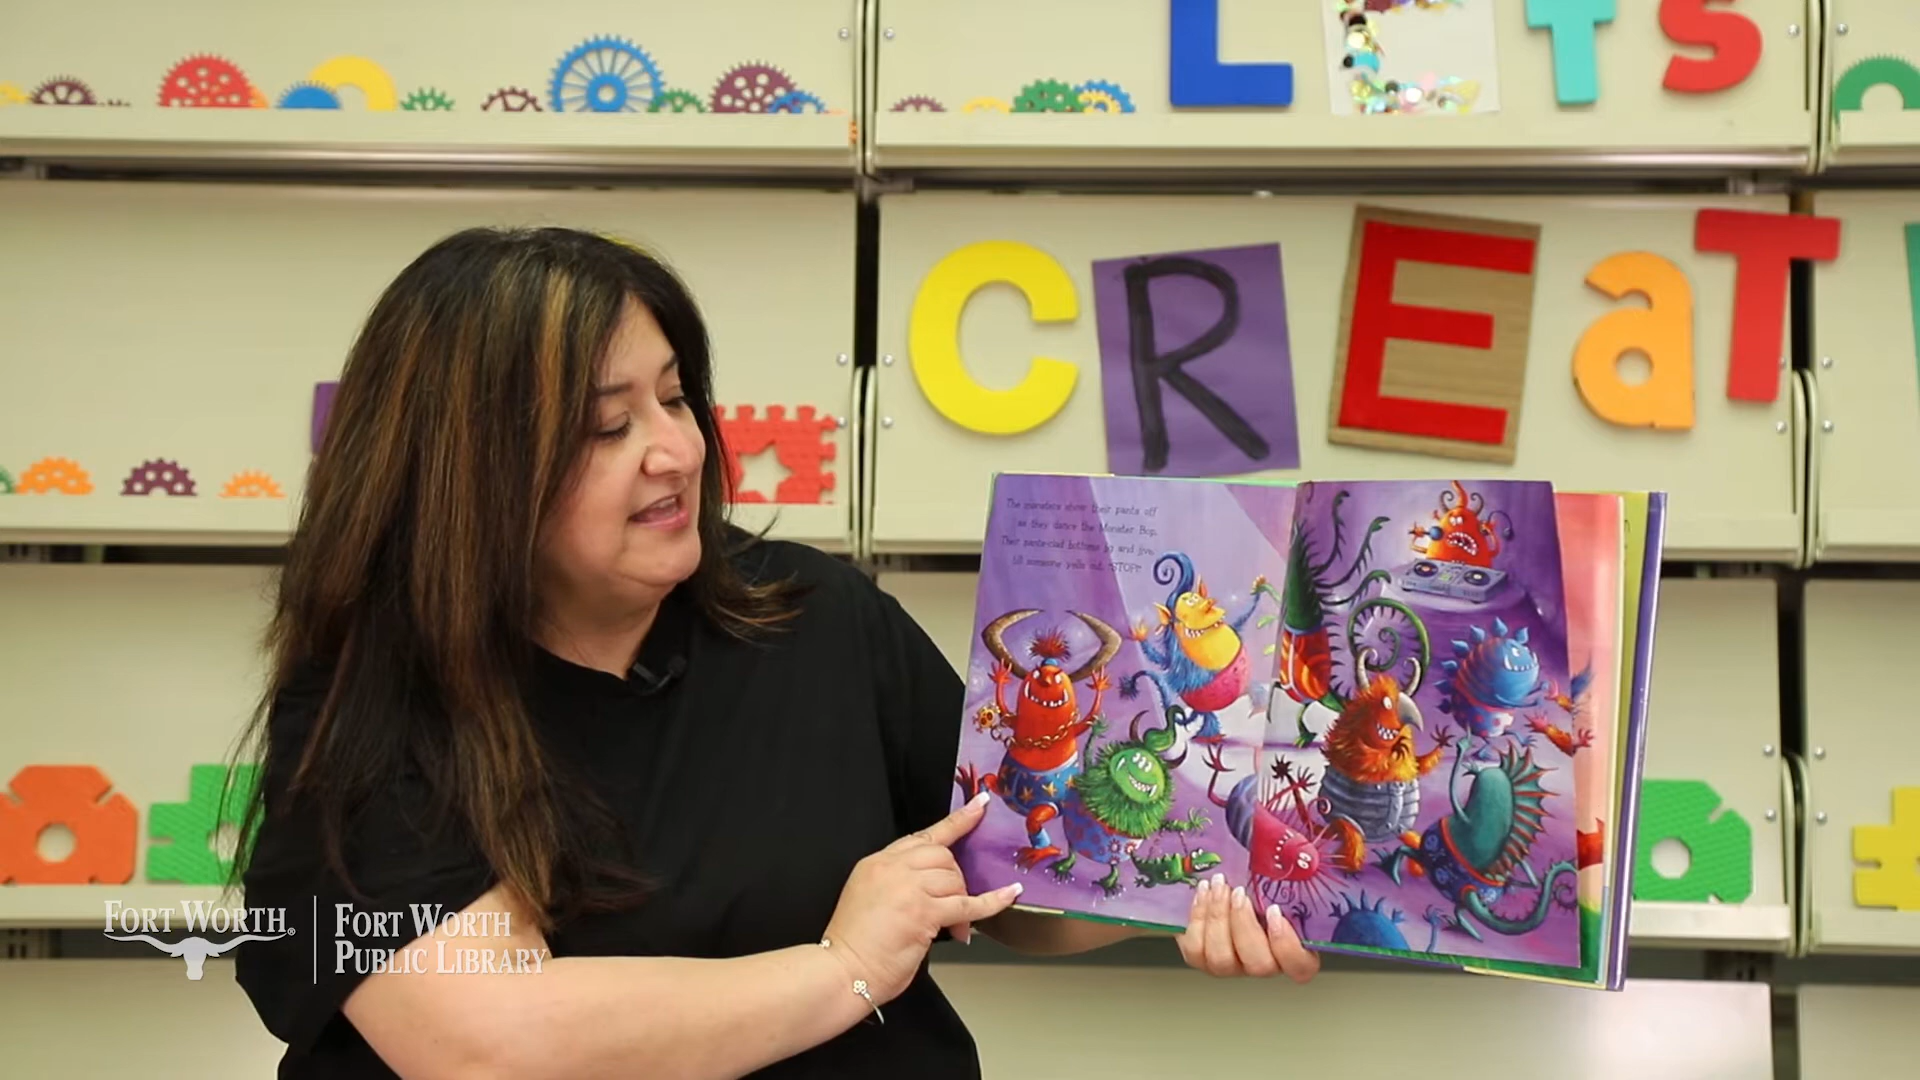 LETS
CREAT
The monsters show their pants off
as they dance the Monster Bop.
Their pants-clad bottoms jig and jive,
till someone yells out, "STOP!"
FORT WORTH®
FORT WORTH
PUBLIC LIBRARY